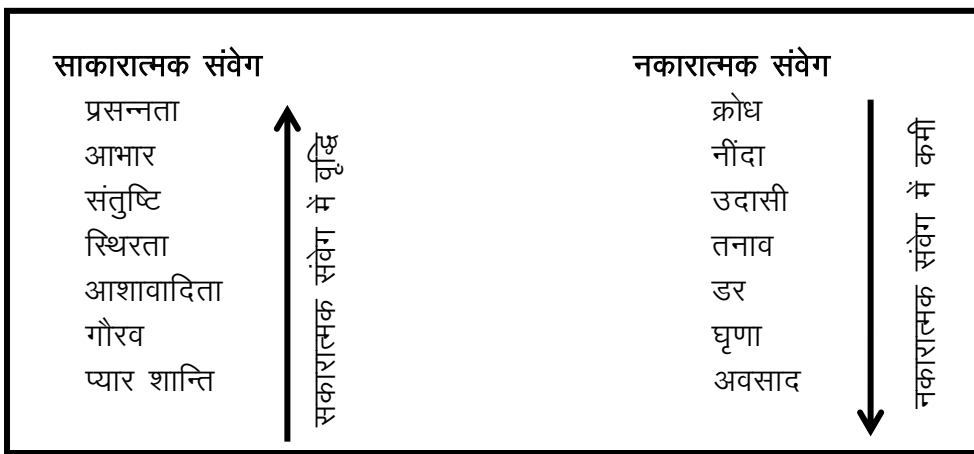 साकारात्मक संवेग
प्रसन्नता
आभार
संतुष्टि
स्थिरता
आशावादिता
गौरव
प्यार शान्ति
सकारात्मक संवेग में वृद्धि
नकारात्मक संवेग
क्रोध
नींदा
उदासी
तनाव
डर
घृणा
अवसाद
नकारात्मक संवेग में कमी